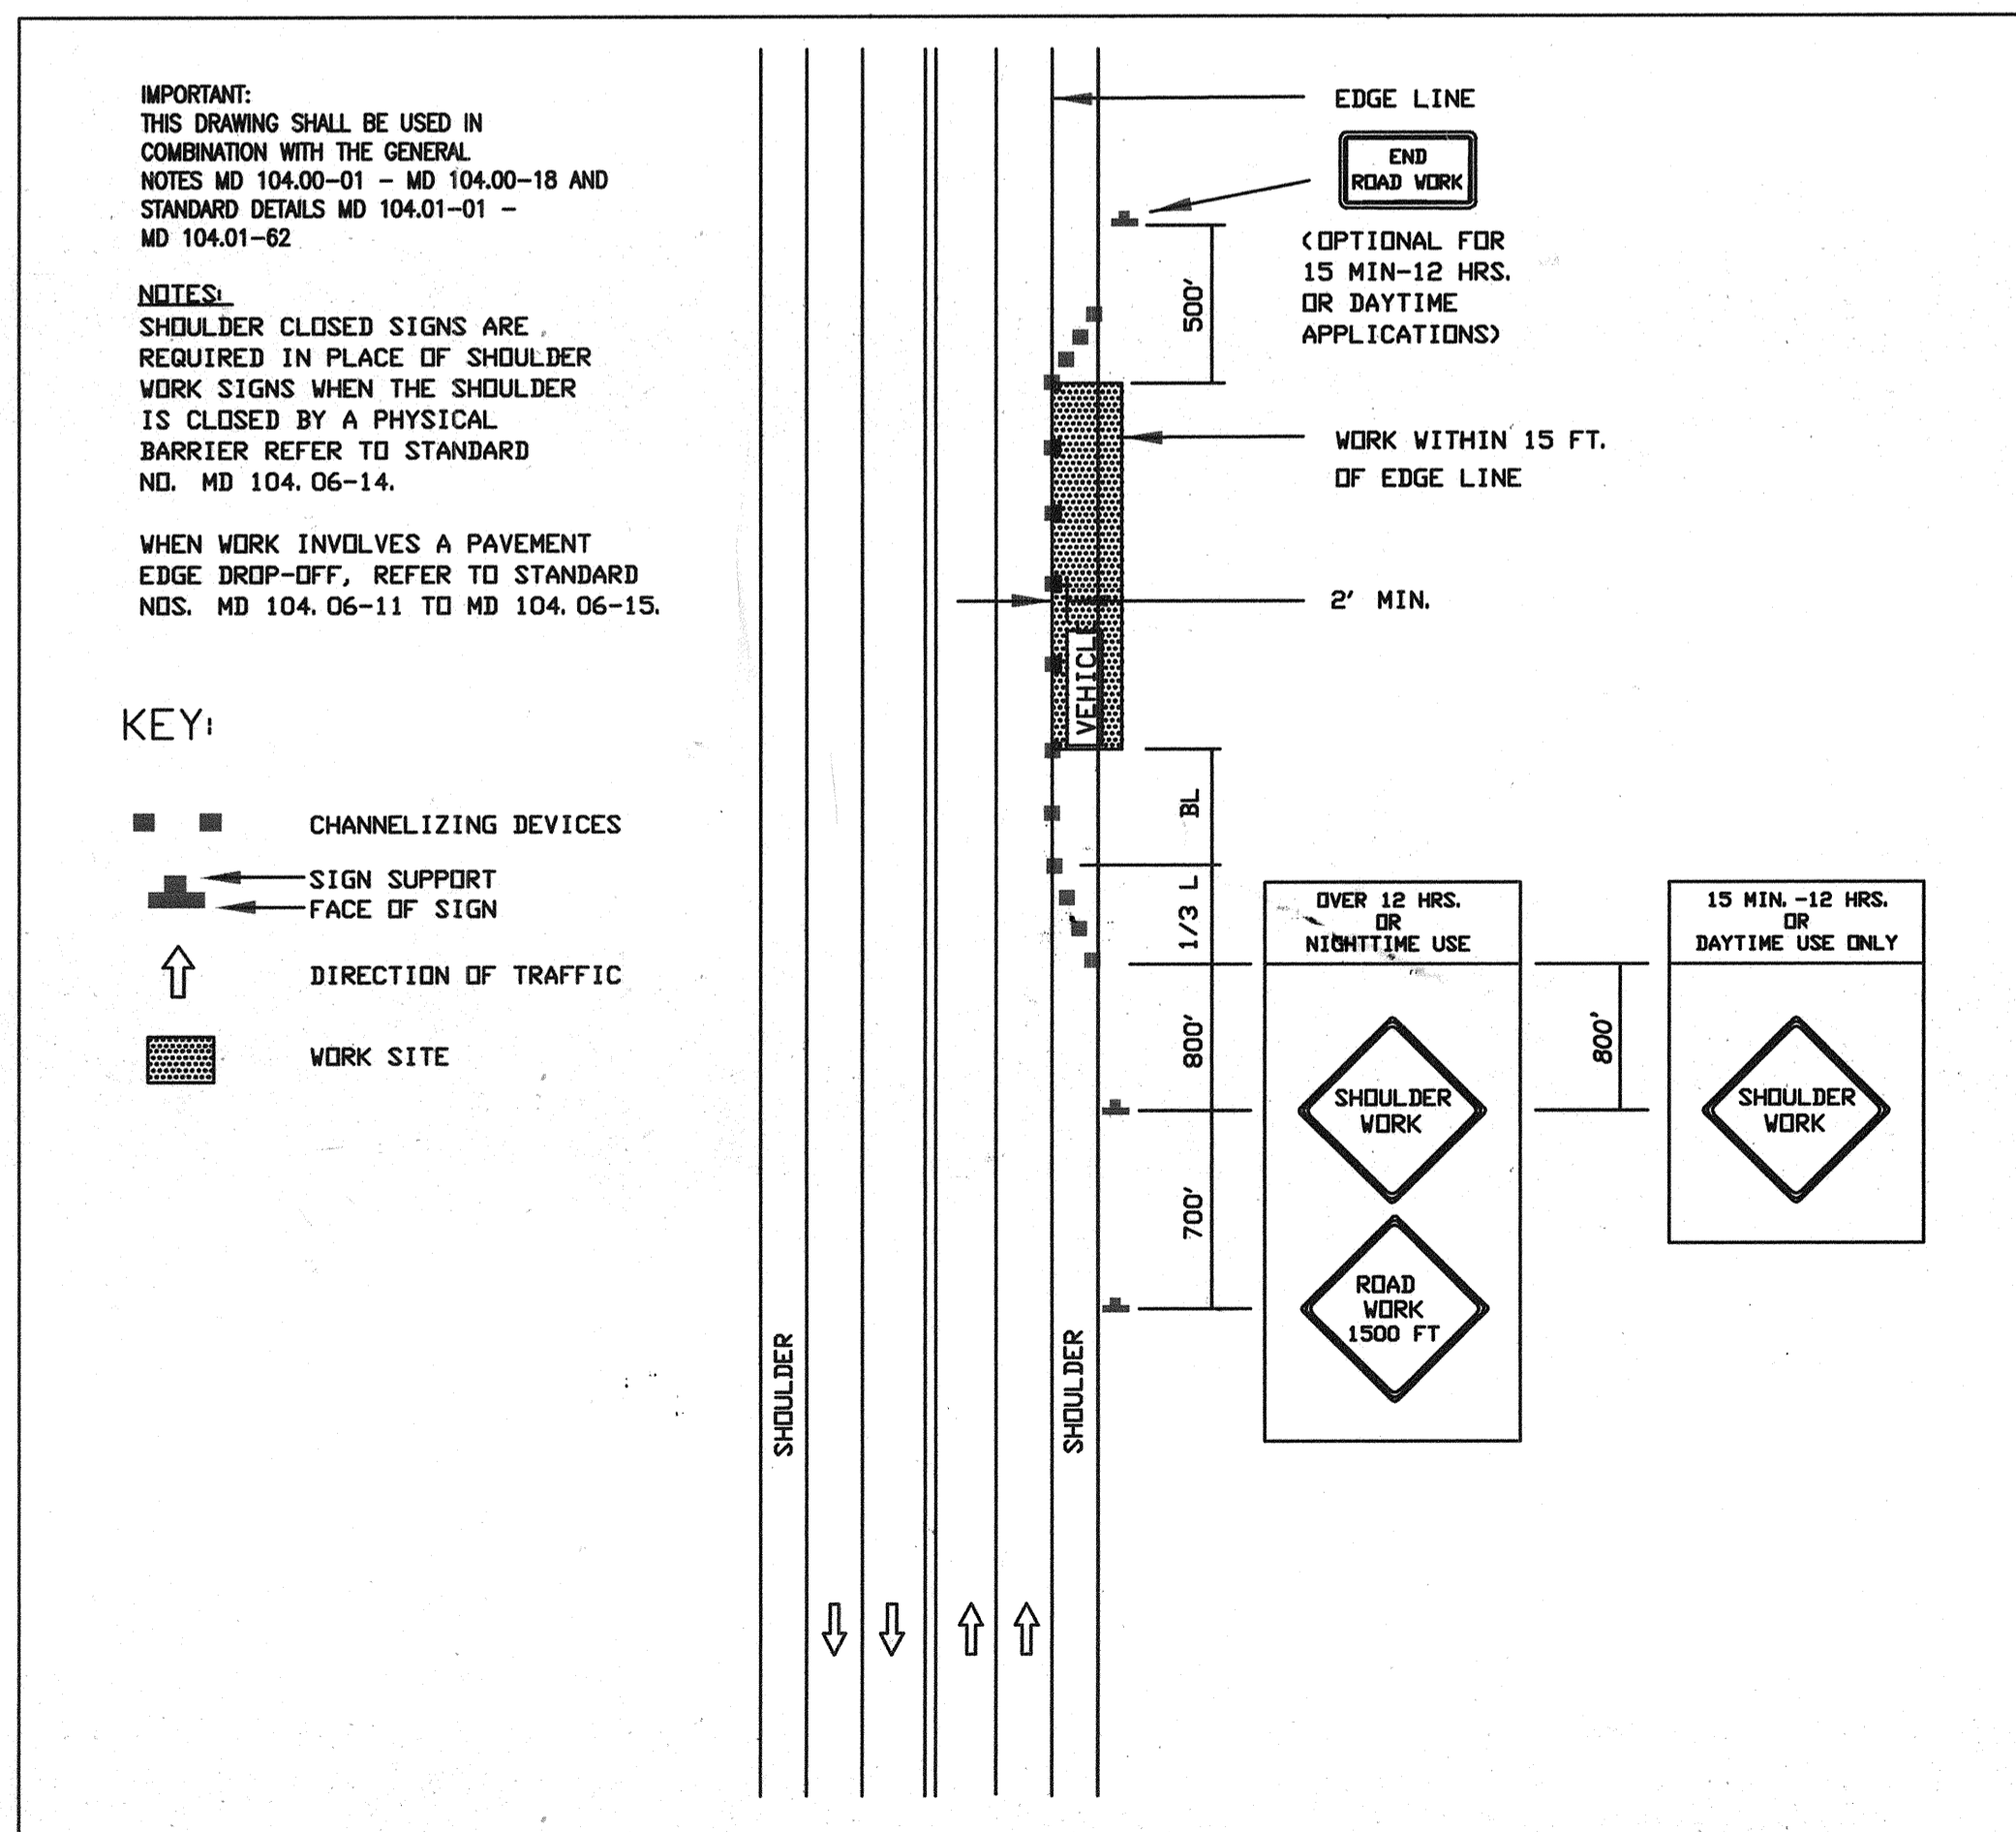 IMPORTANT:
THIS DRAWING SHALL BE USED IN
COMBINATION WITH THE GENERAL
NOTES MD 104.00-01 - MD 104.00-18 AND
STANDARD DETAILS MD 104.01-01 -
MD 104.01-62
NOTES:
SHOULDER CLOSED SIGNS ARE
REQUIRED IN PLACE OF SHOULDER
WORK SIGNS WHEN THE SHOULDER
IS CLOSED BY A PHYSICAL
BARRIER REFER TO STANDARD
NO. MD 104.06-14.
WHEN WORK INVOLVES A PAVEMENT
EDGE DROP-OFF, REFER TO STANDARD
NOS. MD 104.06-11 TO MD 104.06-15.
KEY:
CHANNELIZING DEVICES
SIGN SUPPORT
FACE OF SIGN
DIRECTION OF TRAFFIC
WORK SITE
EDGE LINE
END
ROAD WORK
(OPTIONAL FOR
15 MIN-12 HRS.
OR DAYTIME
APPLICATIONS)
500'
WORK WITHIN 15 FT.
OF EDGE LINE
2' MIN.
VEHICL
BL
1/3 L
800'
700'
OVER 12 HRS.
OR
NIGHTTIME USE
SHOULDER
WORK
ROAD
WORK
1500 FT
800'
15 MIN.-12 HRS.
OR
DAYTIME USE ONLY
SHOULDER
WORK
SHOULDER
SHOULDER